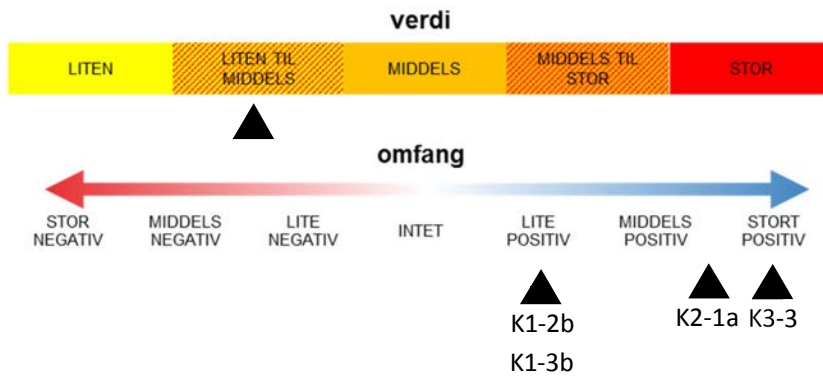 verdi
LITEN
LITEN TIL
MIDDELS
MIDDELS
MIDDELS TIL
STOR
STOR
omfang
STOR
NEGATIV
MIDDELS
NEGATIV
LITE
NEGATIV
INTET
LITE
POSITIV
MIDDELS
POSITIV
STORT
POSITIV
K1-2b
K1-3b
K2-1a
K3-3